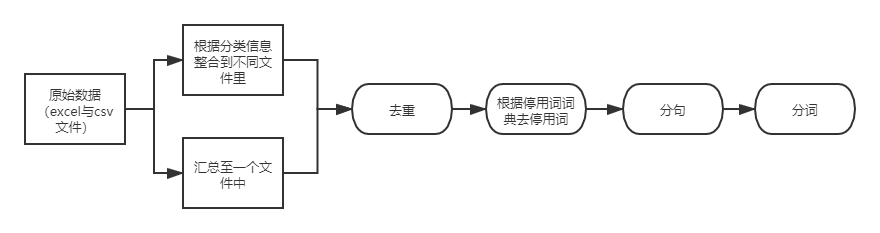 根据分类信息
整合到不同文
件里
原始数据
（excel与csv
文件）
汇总至一个文
件中
去重
根据停用词词
典去停用词
分句
分词